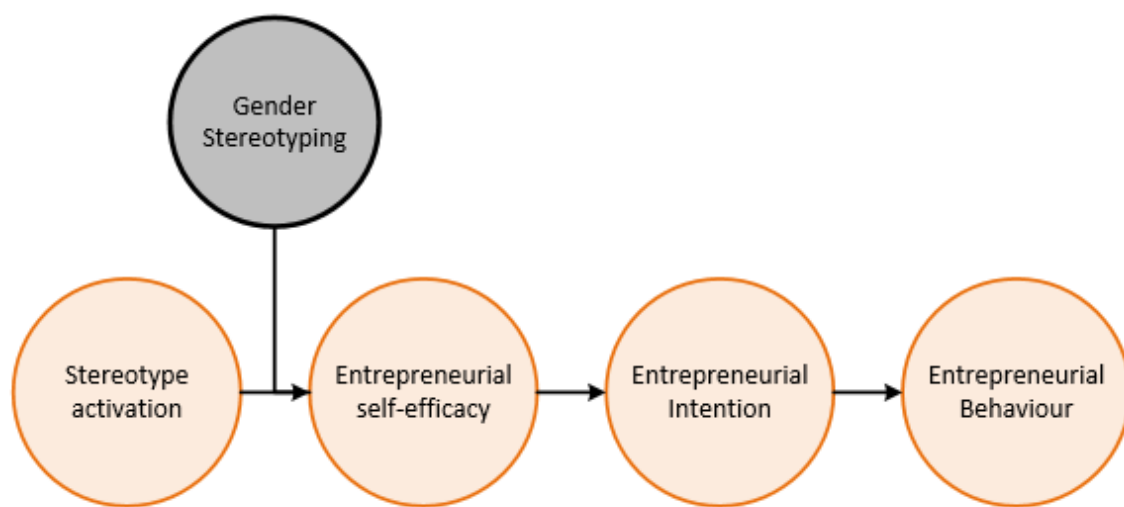 Gender
Stereotyping
Stereotype
activation
Entrepreneurial
self-efficacy
Entrepreneurial
Intention
Entrepreneurial
Behaviour